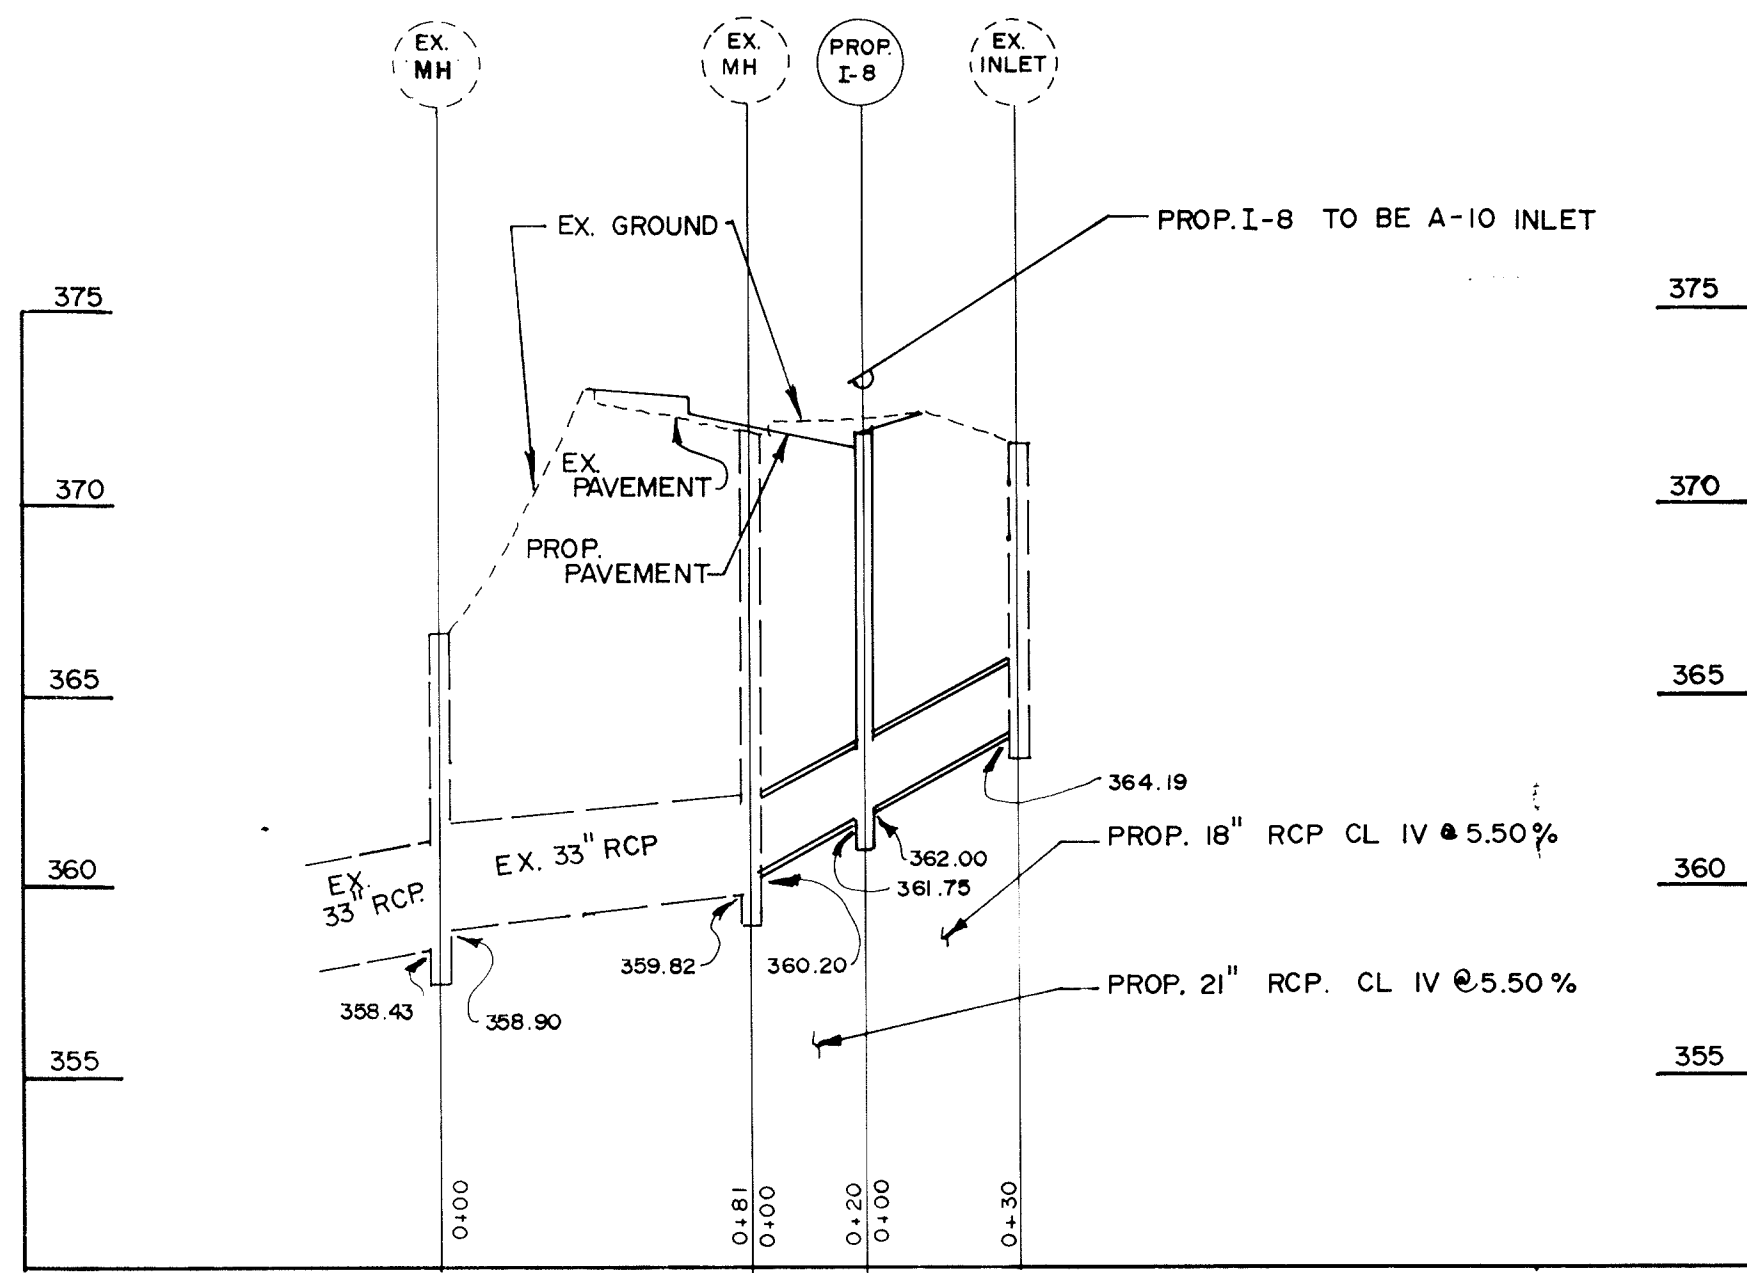 EX.
MH
EX.
MH
PROP.
I-8
EX.
INLET
EX. GROUND
PROP. I-8 TO BE A-10 INLET
375
375
EX.
PAVEMENT
370
370
PROP.
PAVEMENT
365
365
364.19
PROP. 18" RCP CL IV @ 5.50%
EX. 33" RCP
362.00
361.75
360
360
EX.
33" RCP.
359.82
360.20
PROP. 21" RCP. CL IV @ 5.50%
358.43
358.90
355
355
0+00
0+81
0+00
0+20
0+00
0+30